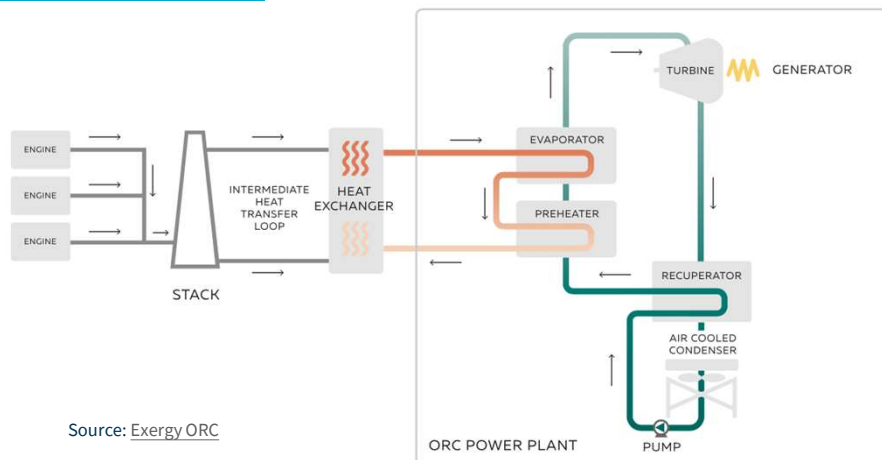 ENGINE
ENGINE
ENGINE
STACK
INTERMEDIATE
HEAT
TRANSFER
LOOP
HEAT
EXCHANGER
EVAPORATOR
PREHEATER
TURBINE
GENERATOR
RECUPERATOR
AIR COOLED
CONDENSER
PUMP
ORC POWER PLANT
Source: Exergy ORC